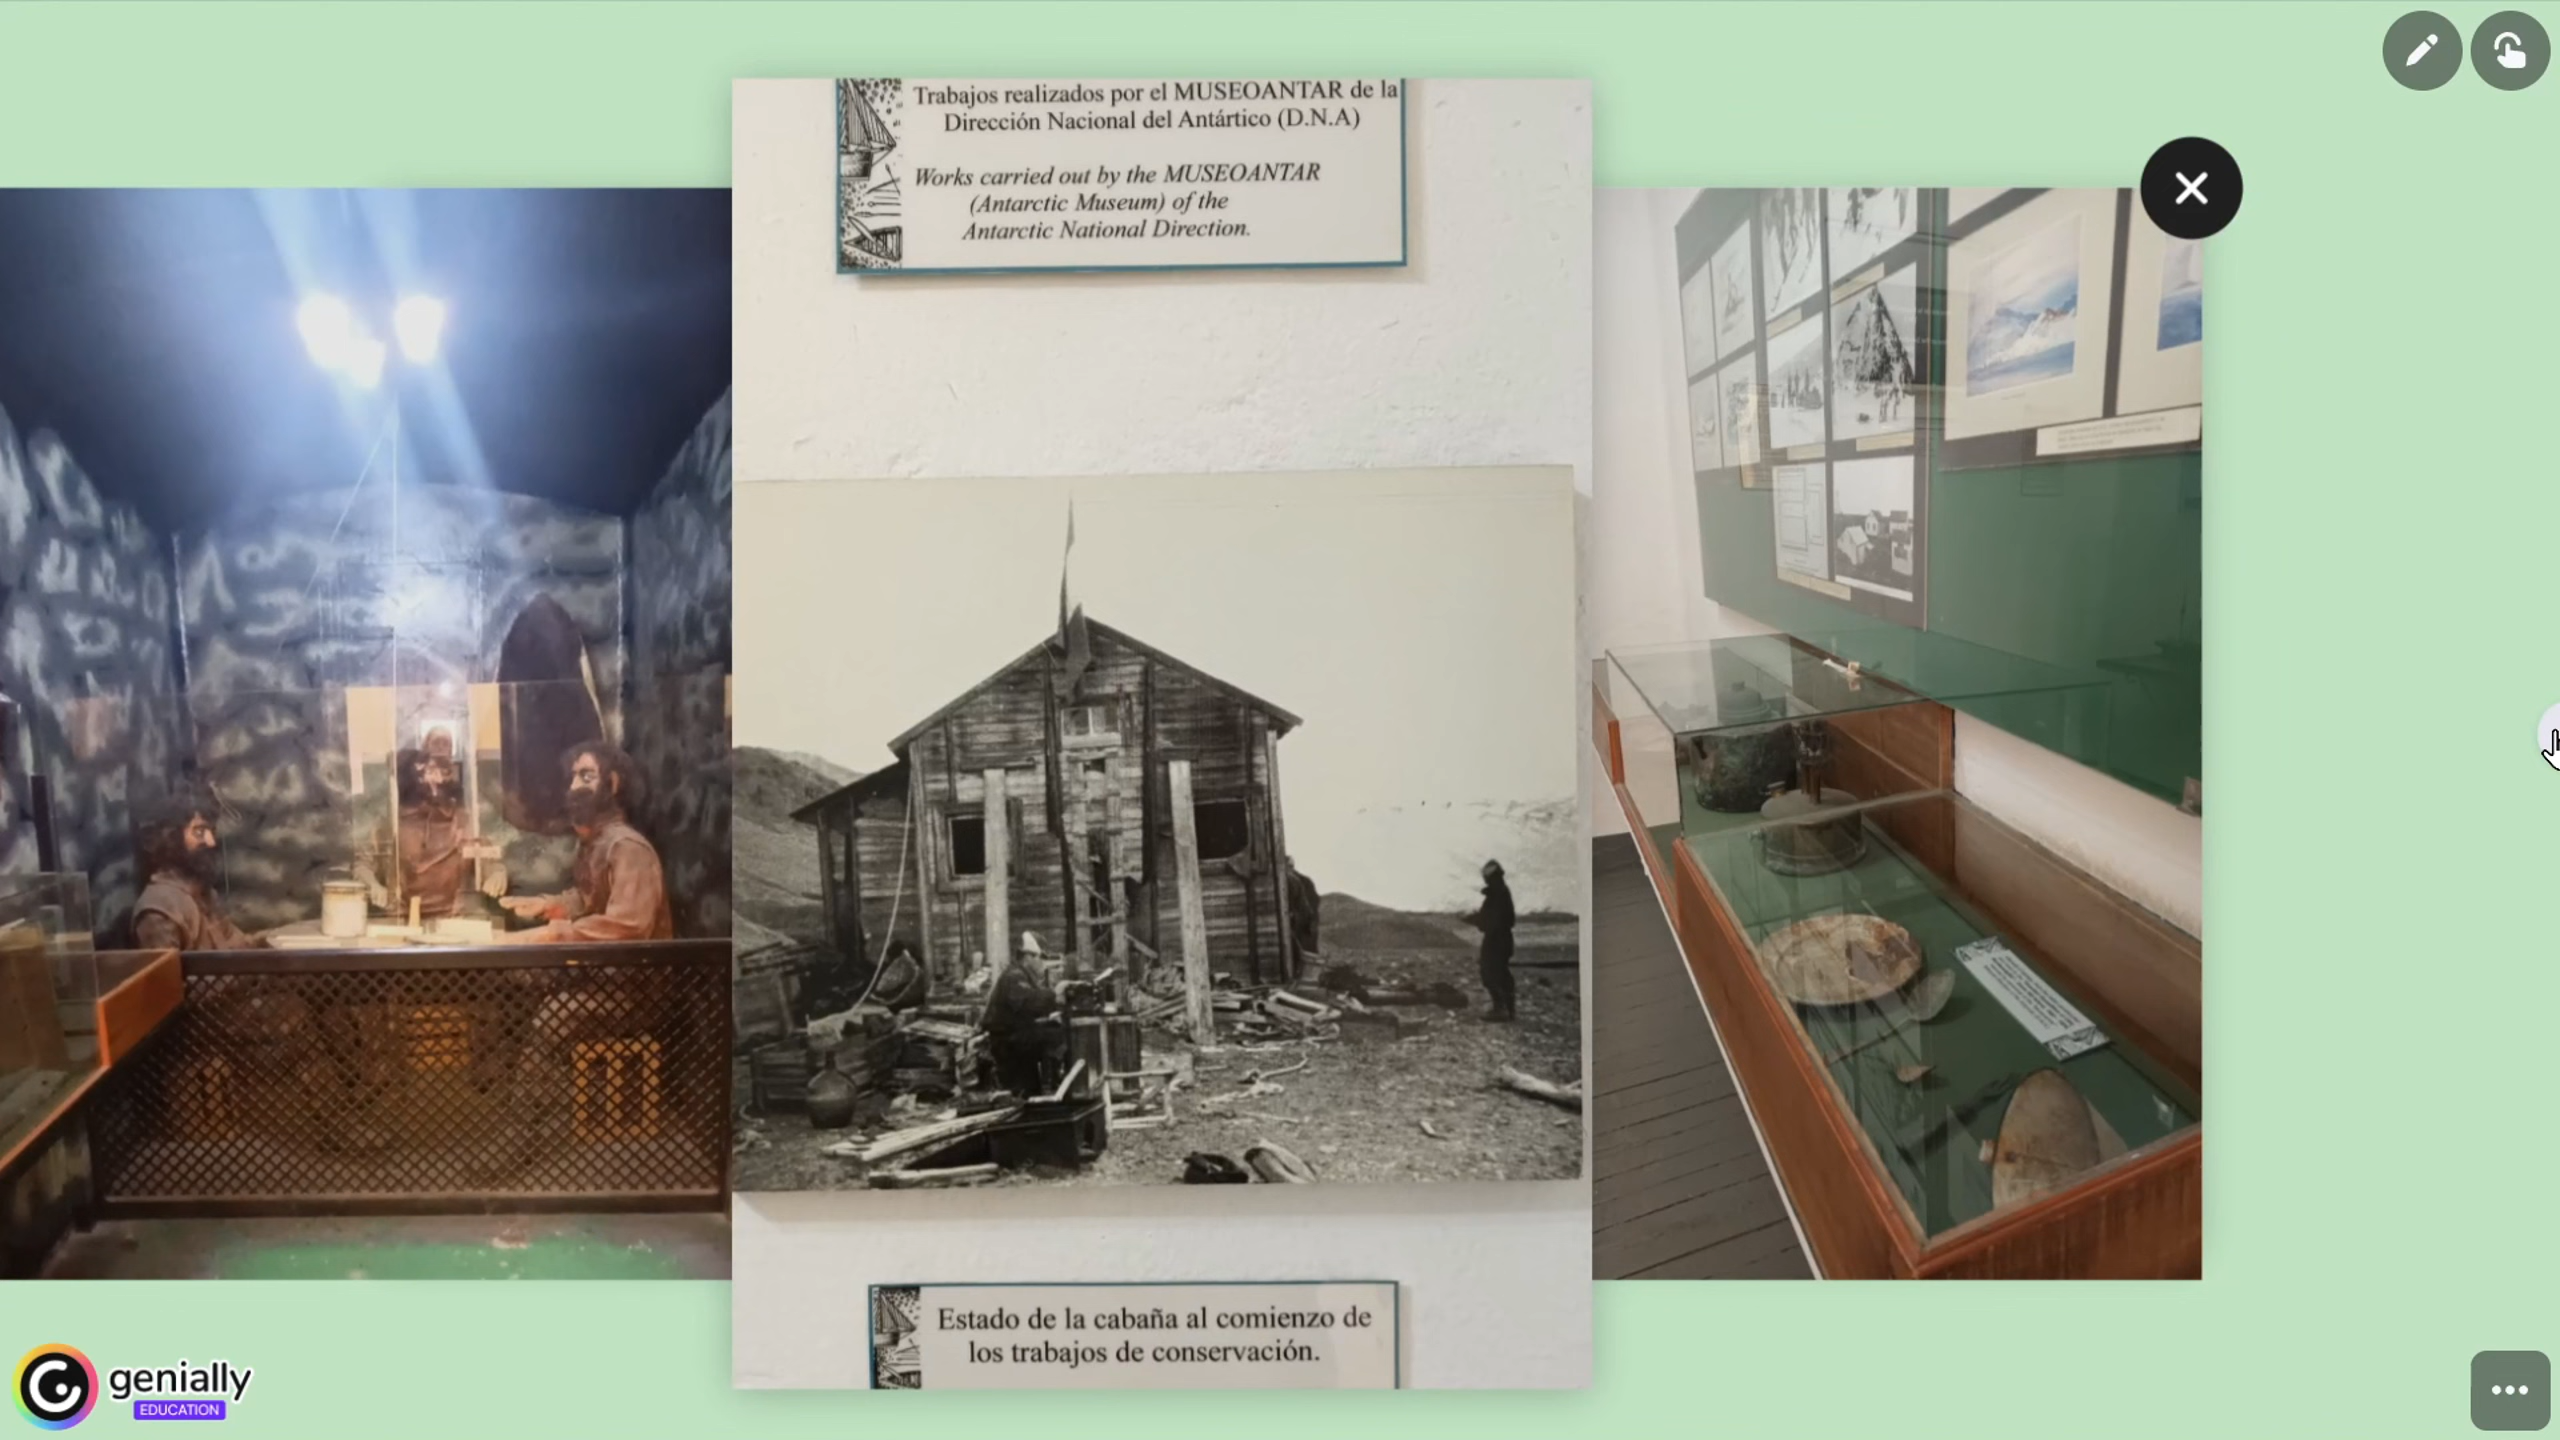 Trabajos realizados por el MUSEOANTAR de la
Dirección Nacional del Antártico (D.N.A)
Works carried out by the MUSEOANTAR
(Antarctic Museum) of the
Antarctic National Direction.
Estado de la cabaña al comienzo de
los trabajos de conservación.
genially
EDUCATION